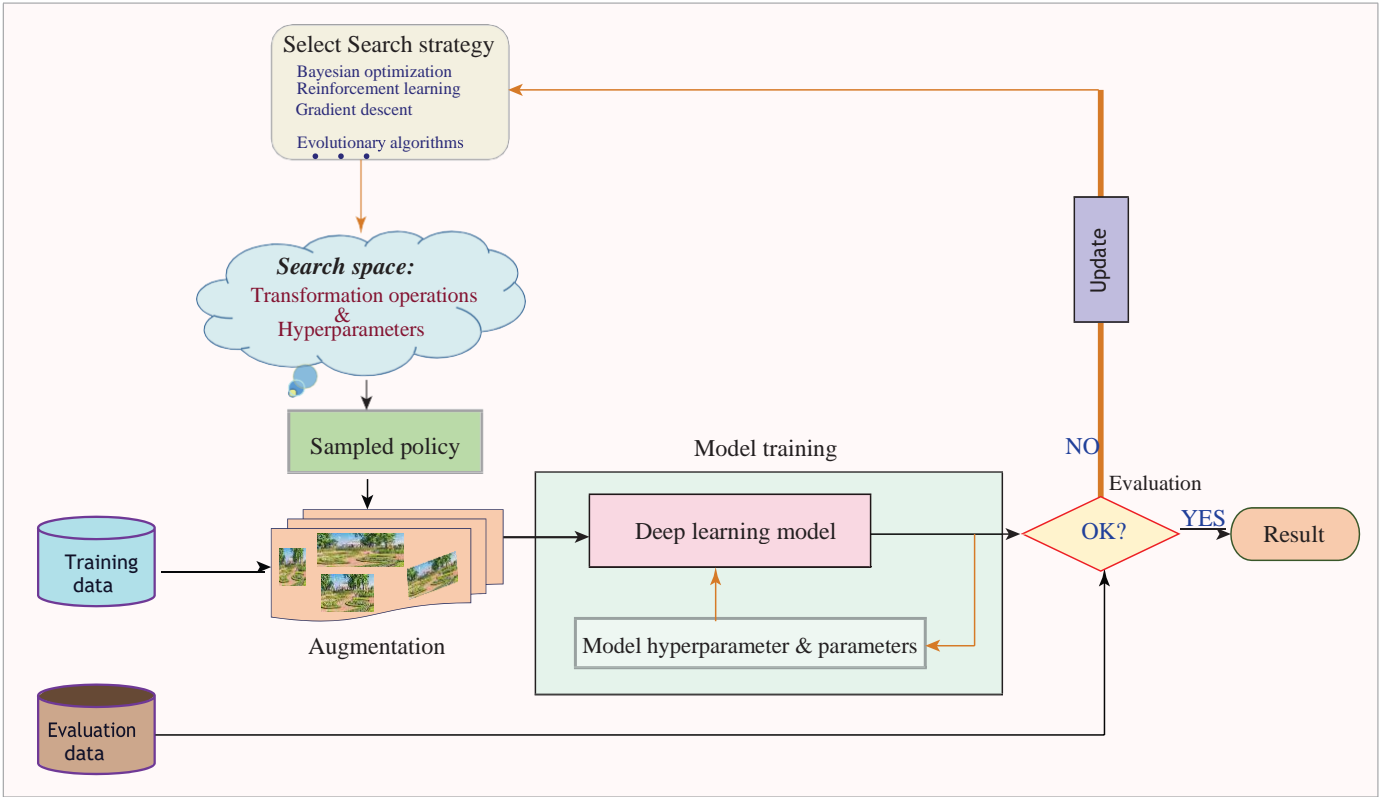 Select Search strategy
Bayesian optimization
Reinforcement learning
Gradient descent
Evolutionary algorithms
Search space:
Transformation operations
&
Hyperparameters
Update
Sampled policy
Model training
NO
Evaluation
Training
data
Deep learning model
OK?
YES
Result
Augmentation
Model hyperparameter & parameters
Evaluation
data